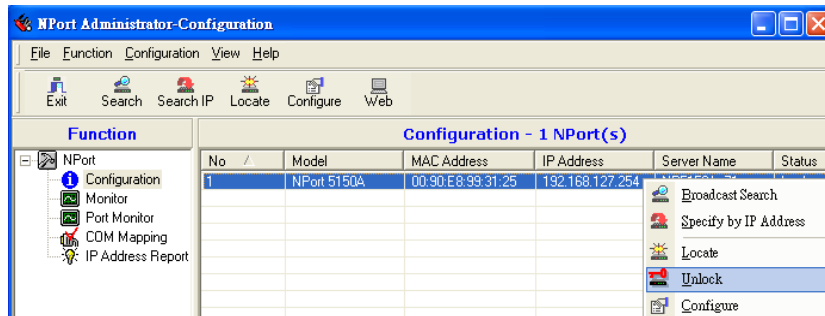 NPort Administrator-Configuration
File Function Configuration View Help
Exit Search Search IP Locate Configure Web
Function
Configuration - 1 NPort(s)
NPort
Configuration
Monitor
Port Monitor
COM Mapping
IP Address Report
No Model MAC Address IP Address Server Name Status
1 NPort 5150A 00:90:E8:99:31:25 192.168.127.254
Broadcast Search
Specify by IP Address
Locate
Unlock
Configure